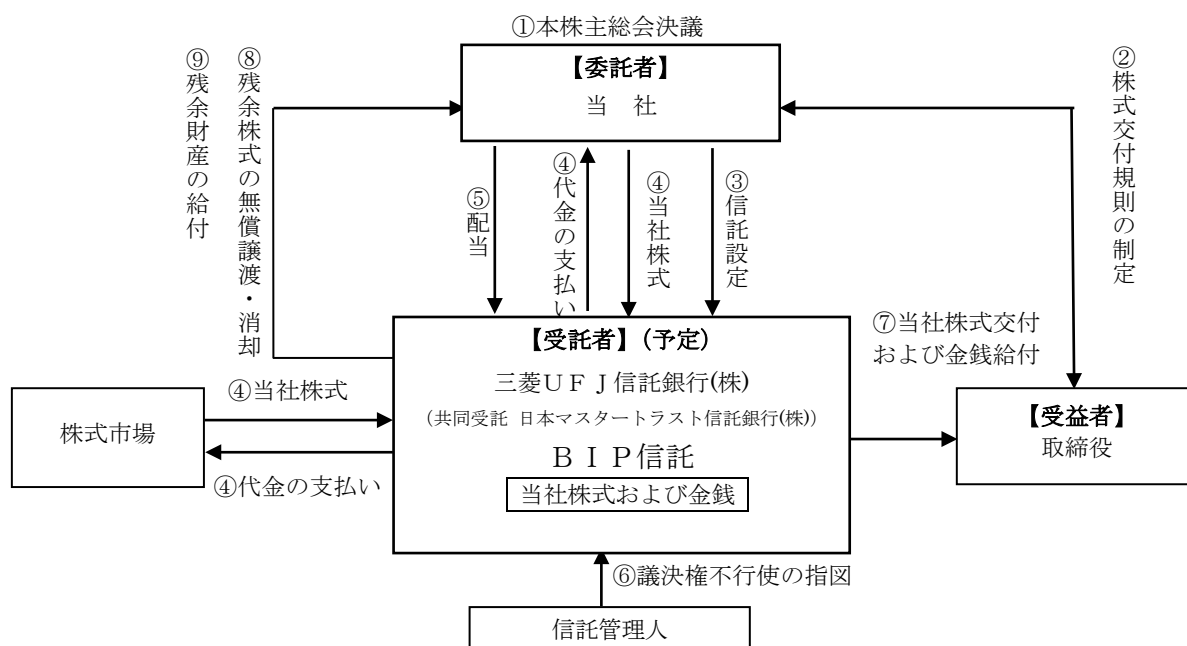 ①本株主総会決議
【委託者】
当　社
⑨残余財産の給付
⑧残余株式の無償譲渡・消却
②株式交付規則の制定
⑤配当
④代金の支払い
④当社株式
③信託設定
【受託者】（予定）
三菱ＵＦＪ信託銀行(株)
(共同受託 日本マスタートラスト信託銀行(株))
ＢＩＰ信託
当社株式および金銭
④当社株式
株式市場
④代金の支払い
⑦当社株式交付
および金銭給付
【受益者】
取締役
⑥議決権不行使の指図
信託管理人